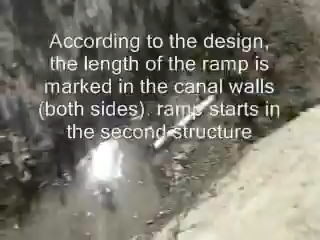 According to the design,
the length of the ramp is
marked in the canal walls
(both sides). ramp starts in
the second structure